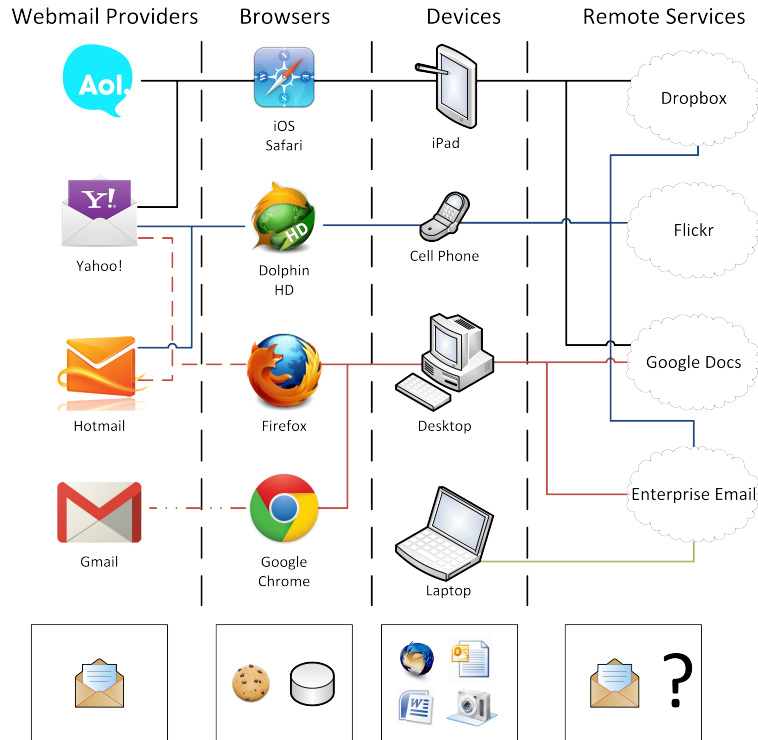 Webmail Providers
Browsers
Devices
Remote Services
Aol.
iOS
Safari
iPad
Dropbox
Y!
Yahoo!
HD
Dolphin
HD
Cell Phone
Flickr
Hotmail
Firefox
Desktop
Google Docs
Gmail
Google
Chrome
Laptop
Enterprise Email
?